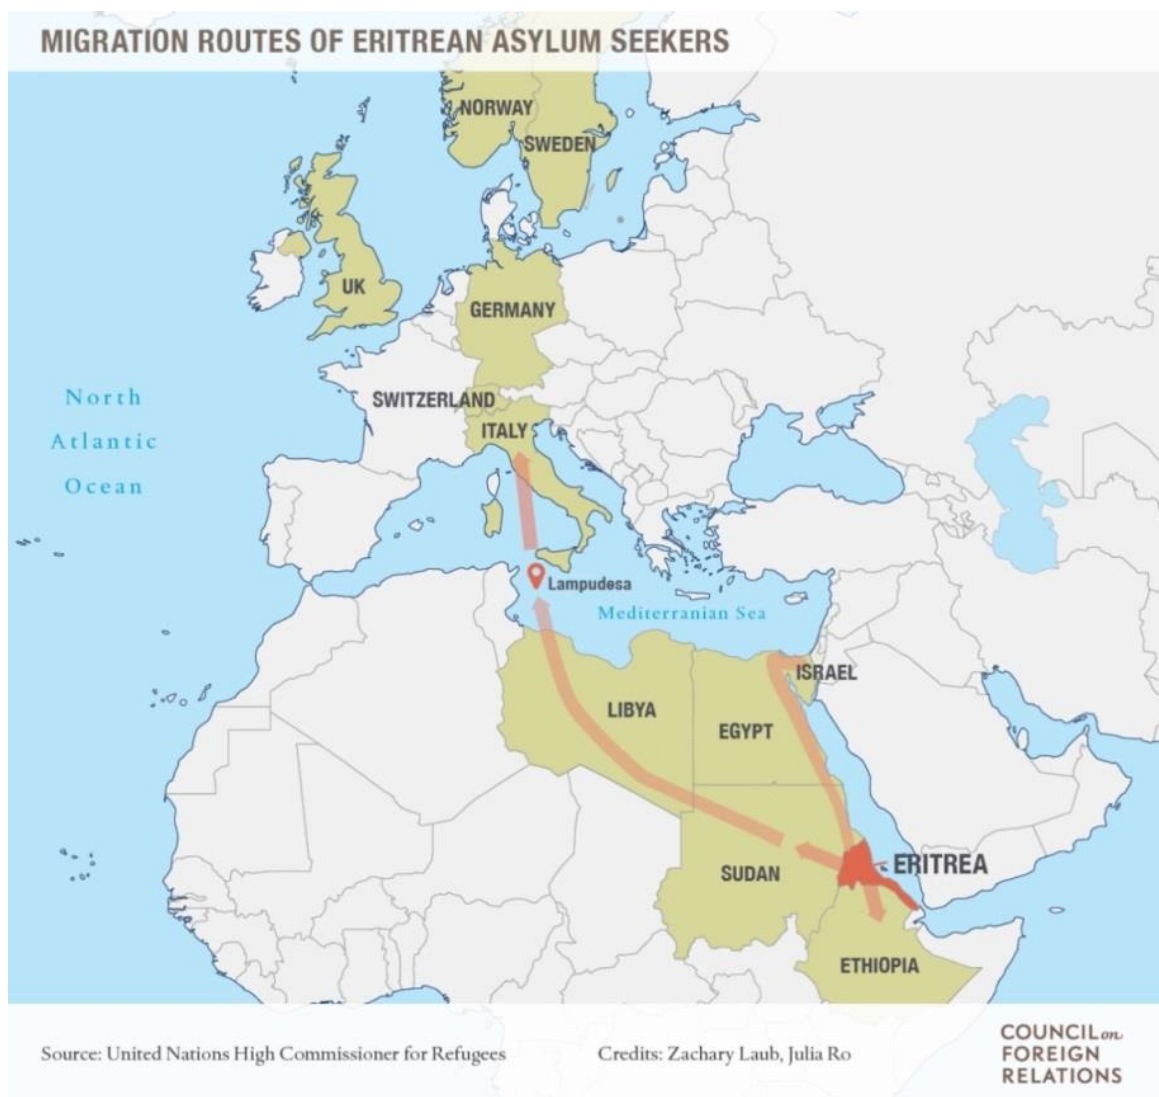 MIGRATION ROUTES OF ERITREAN ASYLUM SEEKERS
NORWAY
SWEDEN
UK
GERMANY
North
Atlantic
Ocean
SWITZERLAND
ITALY
Lampudesa
Mediterranean Sea
ISRAEL
LIBYA
EGYPT
SUDAN
ERITREA
ETHIOPIA
Source: United Nations High Commissioner for Refugees
Credits: Zachary Laub, Julia Ro
COUNCIL on
FOREIGN
RELATIONS